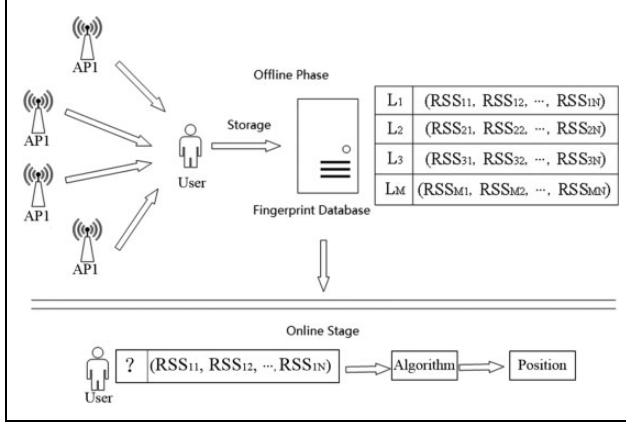 AP1
AP1
AP1
AP1
User
Offline Phase
Storage
Fingerprint Database
L1 (RSS11, RSS12, ..., RSS1N)
L2 (RSS21, RSS22, ..., RSS2N)
L3 (RSS31, RSS32, ..., RSS3N)
LM (RSSM1, RSSM2, ..., RSSMN)
Online Stage
User
? (RSS11, RSS12, ..., RSS1N)
Algorithm
Position